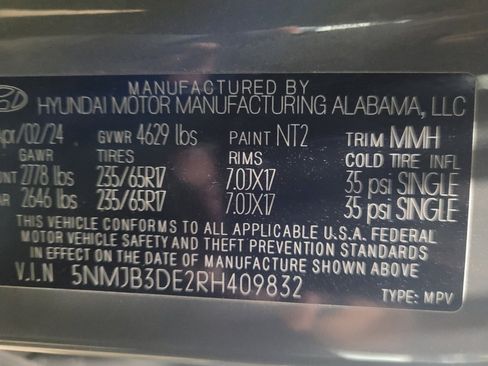 MANUFACTURED BY
HYUNDAI MOTOR MANUFACTURING ALABAMA, LLC
Apr/02/24 GVWR 4629 lbs PAINT NT2 TRIM MMH
GAWR TIRES RIMS COLD TIRE INFL
ONT 2778 lbs 235/65R17 7.0JX17 35 psi SINGLE
AR 2646 lbs 235/65R17 7.0JX17 35 psi SINGLE
THIS VEHICLE CONFORMS TO ALL APPLICABLE U.S.A. FEDERAL
MOTOR VEHICLE SAFETY AND THEFT PREVENTION STANDARDS
IN EFFECT ON THE DATE OF MANUFACTURE SHOWN ABOVE.
V.I.N 5NMJB3DE2RH409832 TYPE: MPV